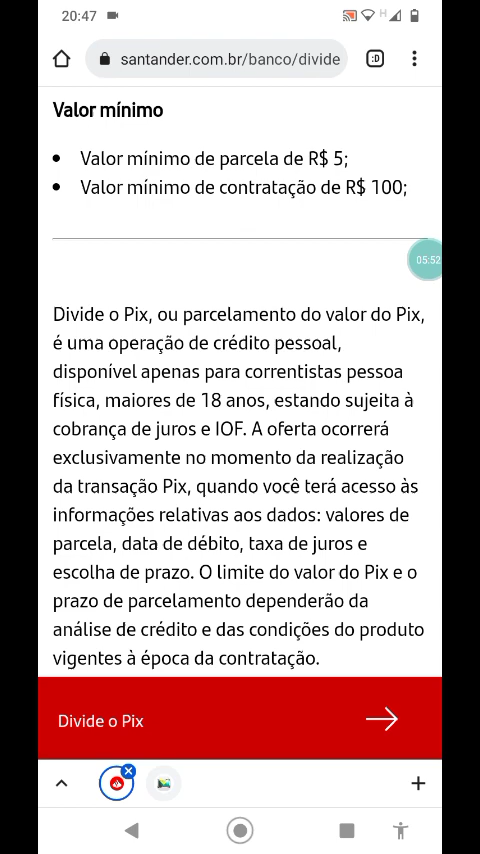 20:47
H
santander.com.br/banco/divide
:D
Valor mínimo
• Valor mínimo de parcela de R$ 5;
• Valor mínimo de contratação de R$ 100;
05:52
Divide o Pix, ou parcelamento do valor do Pix,
é uma operação de crédito pessoal,
disponível apenas para correntistas pessoa
física, maiores de 18 anos, estando sujeita à
cobrança de juros e IOF. A oferta ocorrerá
exclusivamente no momento da realização
da transação Pix, quando você terá acesso às
informações relativas aos dados: valores de
parcela, data de débito, taxa de juros e
escolha de prazo. O limite do valor do Pix e o
prazo de parcelamento dependerão da
análise de crédito e das condições do produto
vigentes à época da contratação.
Divide o Pix